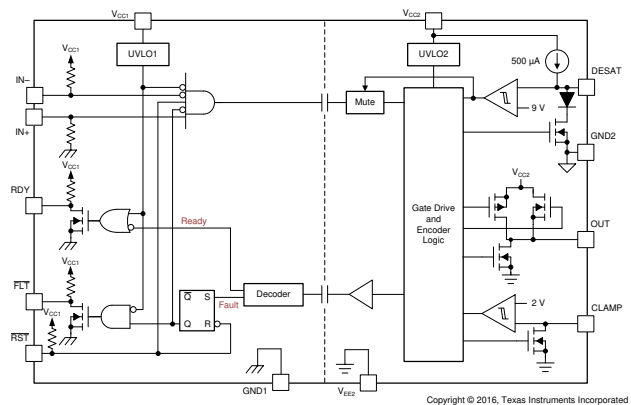 VCC1
VCC2
UVLO1
UVLO2
VCC1
500 µA
IN–
DESAT
Mute
9 V
IN+
GND2
VCC1
RDY
VCC2
Ready
Gate Drive
and
Encoder
Logic
OUT
VCC1
FLT
Q S
Decoder
Fault
2 V
CLAMP
VCC1
Q R
RST
GND1
VEE2
Copyright © 2016, Texas Instruments Incorporated